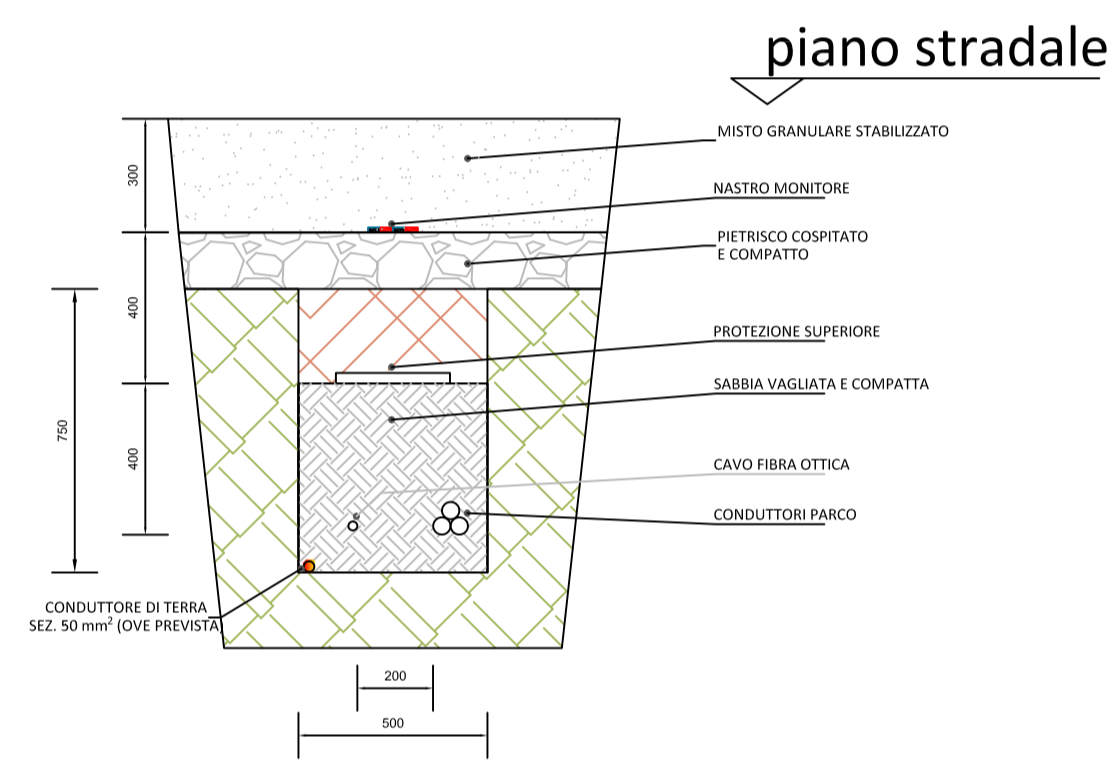 piano stradale
MISTO GRANULARE STABILIZZATO
300
NASTRO MONITORE
PIETRISCO COSPITATO
E COMPATTO
400
PROTEZIONE SUPERIORE
SABBIA VAGLIATA E COMPATTA
750
400
CAVO FIBRA OTTICA
CONDUTTORI PARCO
CONDUTTORE DI TERRA
SEZ. 50 mm² (OVE PREVISTA)
200
500